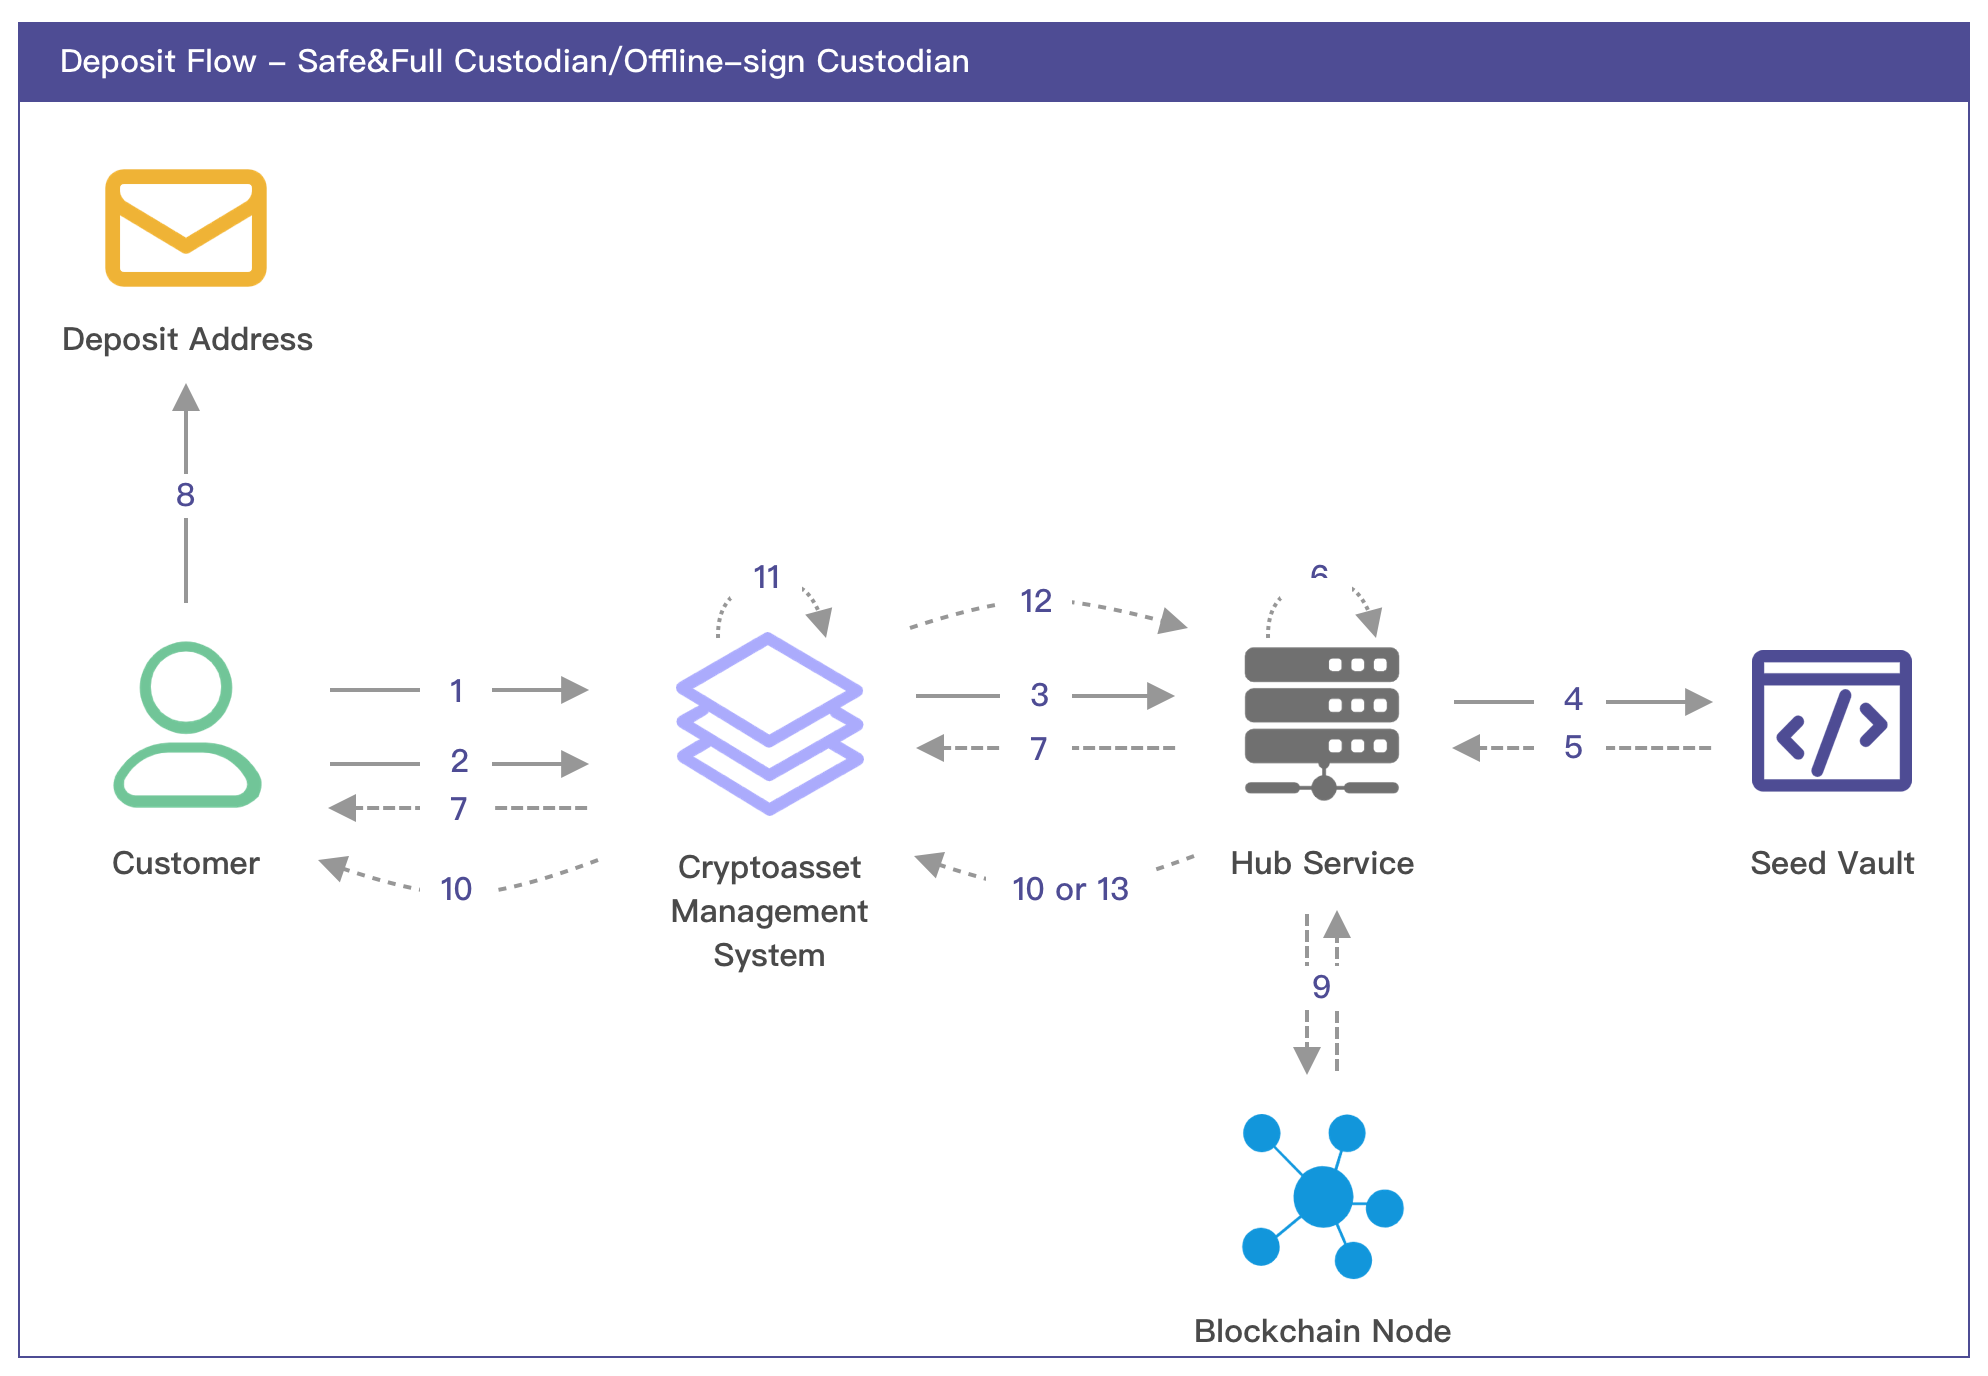 Deposit Flow – Safe&Full Custodian/Offline–sign Custodian
Deposit Address
8
11
12
6
1
3
4
2
7
5
7
Customer
10
Cryptoasset
Management
System
10 or 13
Hub Service
Seed Vault
9
Blockchain Node